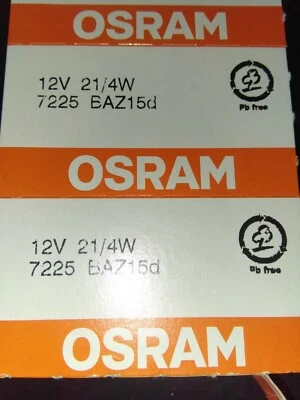 OSRAM
12V 21/4W
7225 BAZ15d
Pb free
OSRAM
12V 21/4W
7225 BAZ15d
Pb free
OSRAM